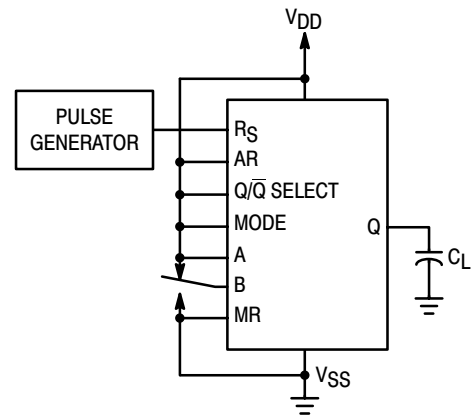 VDD
PULSE
GENERATOR
RS
AR
Q/Q̅ SELECT
MODE
A
B
MR
Q
CL
VSS